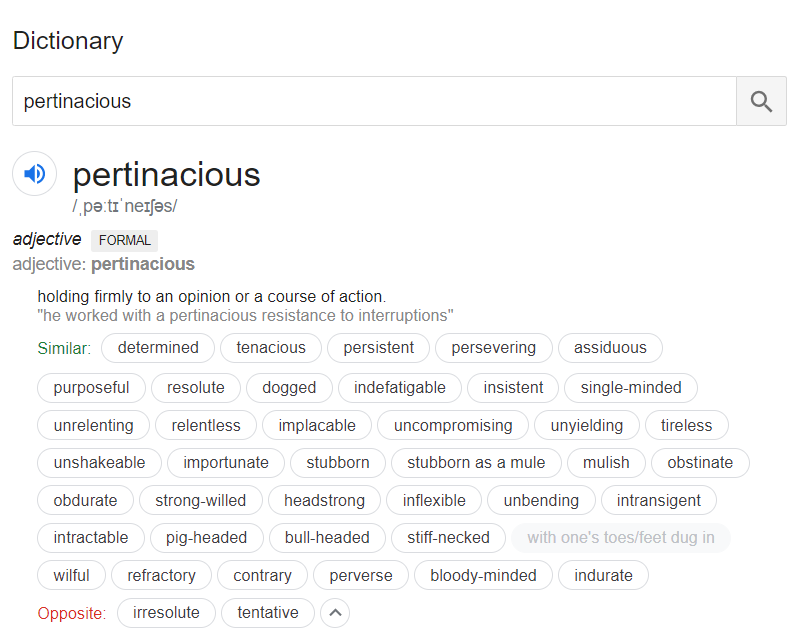 Dictionary
pertinacious
pertinacious
/ˌpəːtɪˈneɪʃəs/
adjective FORMAL
adjective: pertinacious
holding firmly to an opinion or a course of action.
"he worked with a pertinacious resistance to interruptions"
Similar: determined tenacious persistent persevering assiduous
purposeful resolute dogged indefatigable insistent single-minded
unrelenting relentless implacable uncompromising unyielding tireless
unshakeable importunate stubborn stubborn as a mule mulish obstinate
obdurate strong-willed headstrong inflexible unbending intransigent
intractable pig-headed bull-headed stiff-necked with one's toes/feet dug in
wilful refractory contrary perverse bloody-minded indurate
Opposite: irresolute tentative